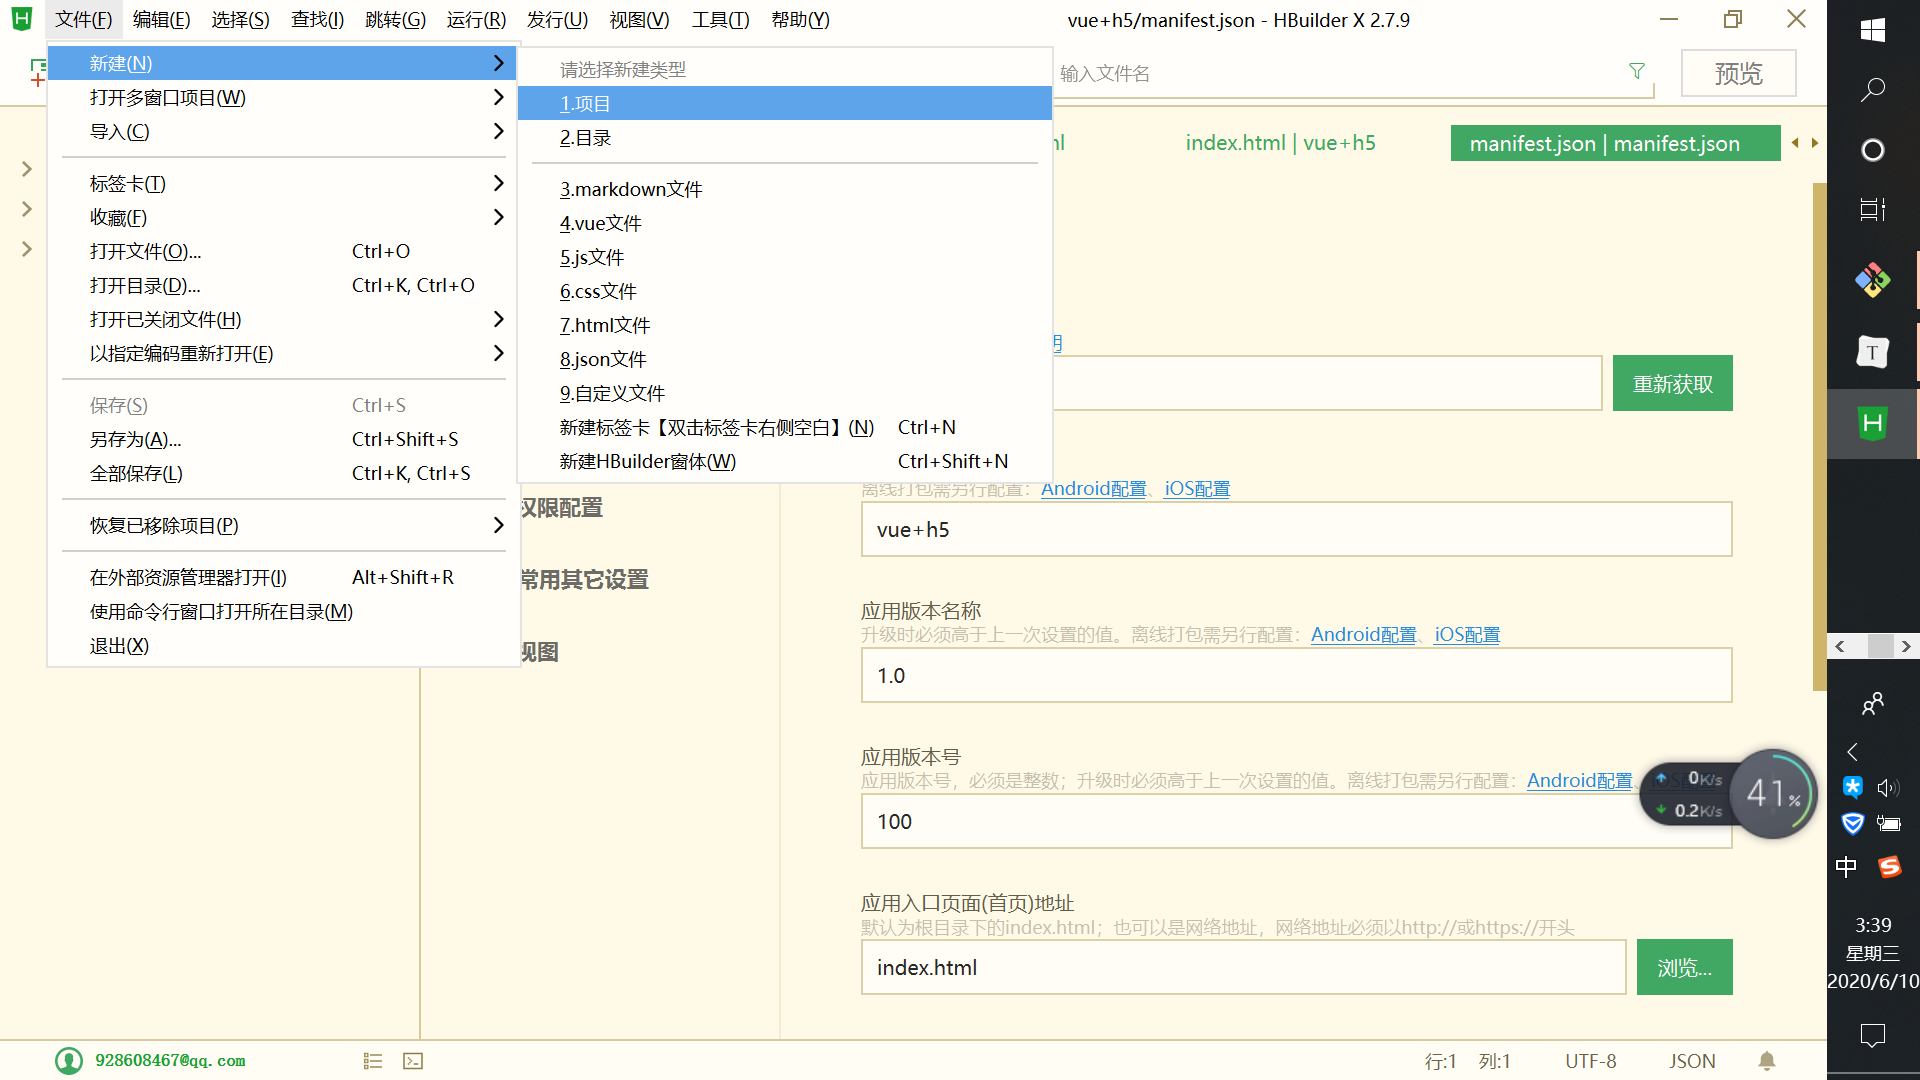 文件(F) 编辑(E) 选择(S) 查找(I) 跳转(G) 运行(R) 发行(U) 视图(V) 工具(T) 帮助(Y)
vue+h5/manifest.json - HBuilder X 2.7.9
新建(N)
打开多窗口项目(W)
导入(C)
标签卡(T)
收藏(F)
打开文件(O)... Ctrl+O
打开目录(D)... Ctrl+K, Ctrl+O
打开已关闭文件(H)
以指定编码重新打开(E)
保存(S) Ctrl+S
另存为(A)... Ctrl+Shift+S
全部保存(L) Ctrl+K, Ctrl+S
恢复已移除项目(P)
在外部资源管理器打开(I) Alt+Shift+R
使用命令行窗口打开所在目录(M)
退出(X)
请选择新建类型
1.项目
2.目录
3.markdown文件
4.vue文件
5.js文件
6.css文件
7.html文件
8.json文件
9.自定义文件
新建标签卡【双击标签卡右侧空白】(N) Ctrl+N
新建HBuilder窗体(W) Ctrl+Shift+N
输入文件名
预览
index.html | vue+h5
manifest.json | manifest.json
重新获取
权限配置
常用其它设置
视图
离线打包需另行配置：Android配置、iOS配置
vue+h5
应用版本名称
升级时必须高于上一次设置的值。离线打包需另行配置：Android配置、iOS配置
1.0
应用版本号
应用版本号，必须是整数；升级时必须高于上一次设置的值。离线打包需另行配置：Android配置、
100
应用入口页面(首页)地址
默认为根目录下的index.html；也可以是网络地址，网络地址必须以http://或https://开头
index.html
浏览...
0K/s
0.2K/s
41%
928608467@qq.com
行:1 列:1
UTF-8
JSON
T
H
中
3:39
星期三
2020/6/10